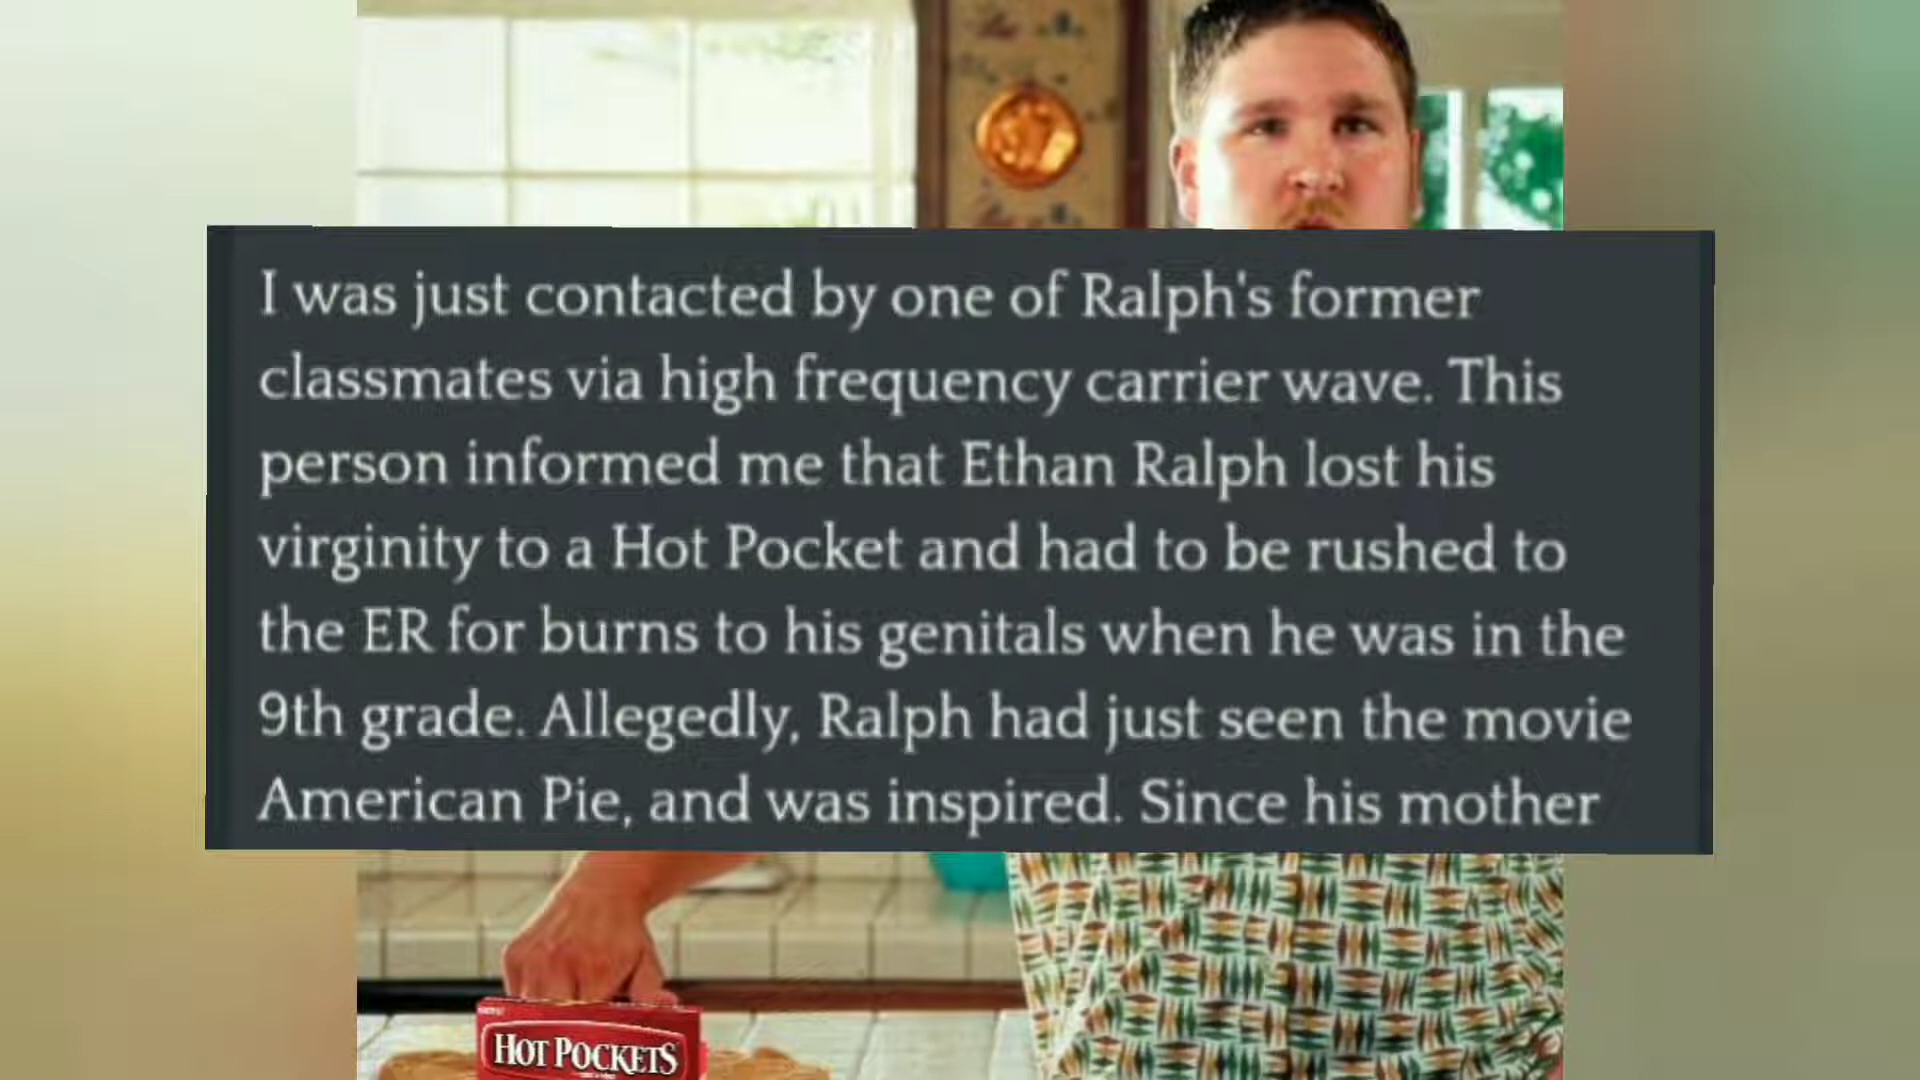 I was just contacted by one of Ralph's former
classmates via high frequency carrier wave. This
person informed me that Ethan Ralph lost his
virginity to a Hot Pocket and had to be rushed to
the ER for burns to his genitals when he was in the
9th grade. Allegedly, Ralph had just seen the movie
American Pie, and was inspired. Since his mother
HOT POCKETS